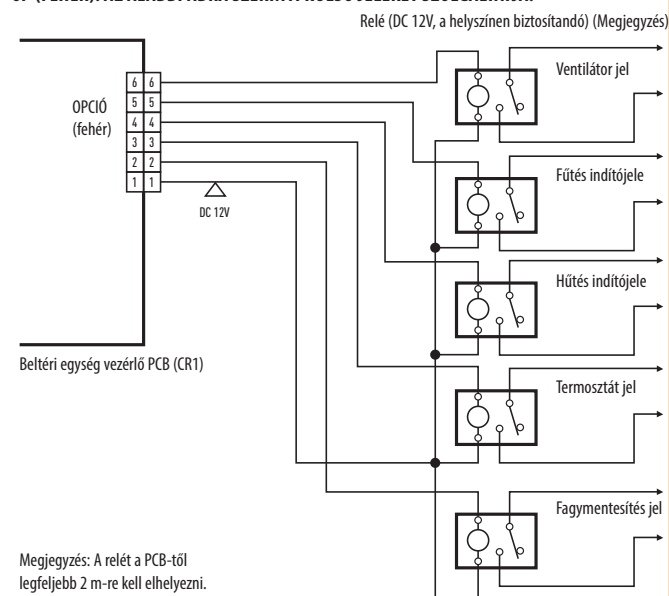 Relé (DC 12V, a helyszínen biztosítandó) (Megjegyzés)
Ventilátor jel
OPCIÓ
(fehér)
6 6
5 5
4 4
3 3
2 2
1 1
DC 12V
Fűtés indítójele
Hűtés indítójele
Beltéri egység vezérlő PCB (CR1)
Termosztát jel
Fagymentesítés jel
Megjegyzés: A relét a PCB-től
legfeljebb 2 m-re kell elhelyezni.